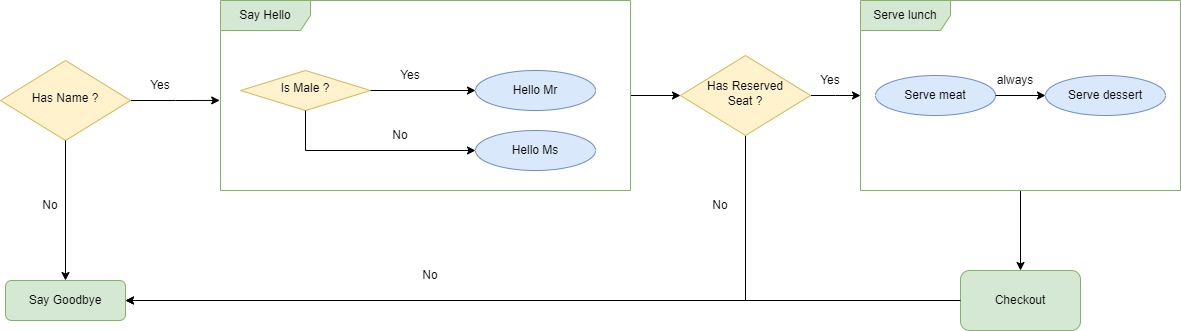 Say Hello
Serve lunch
Has Name ?
Yes
Is Male ?
Yes
Hello Mr
No
Hello Ms
Has Reserved
Seat ?
Yes
Serve meat
always
Serve dessert
No
No
No
Say Goodbye
Checkout